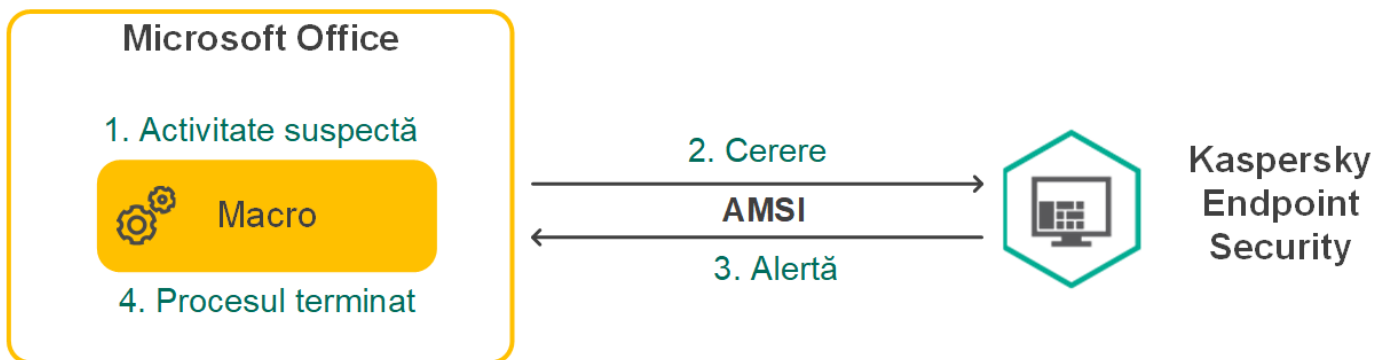 Microsoft Office
1. Activitate suspectă
Macro
4. Procesul terminat
2. Cerere
AMSI
3. Alertă
Kaspersky
Endpoint
Security